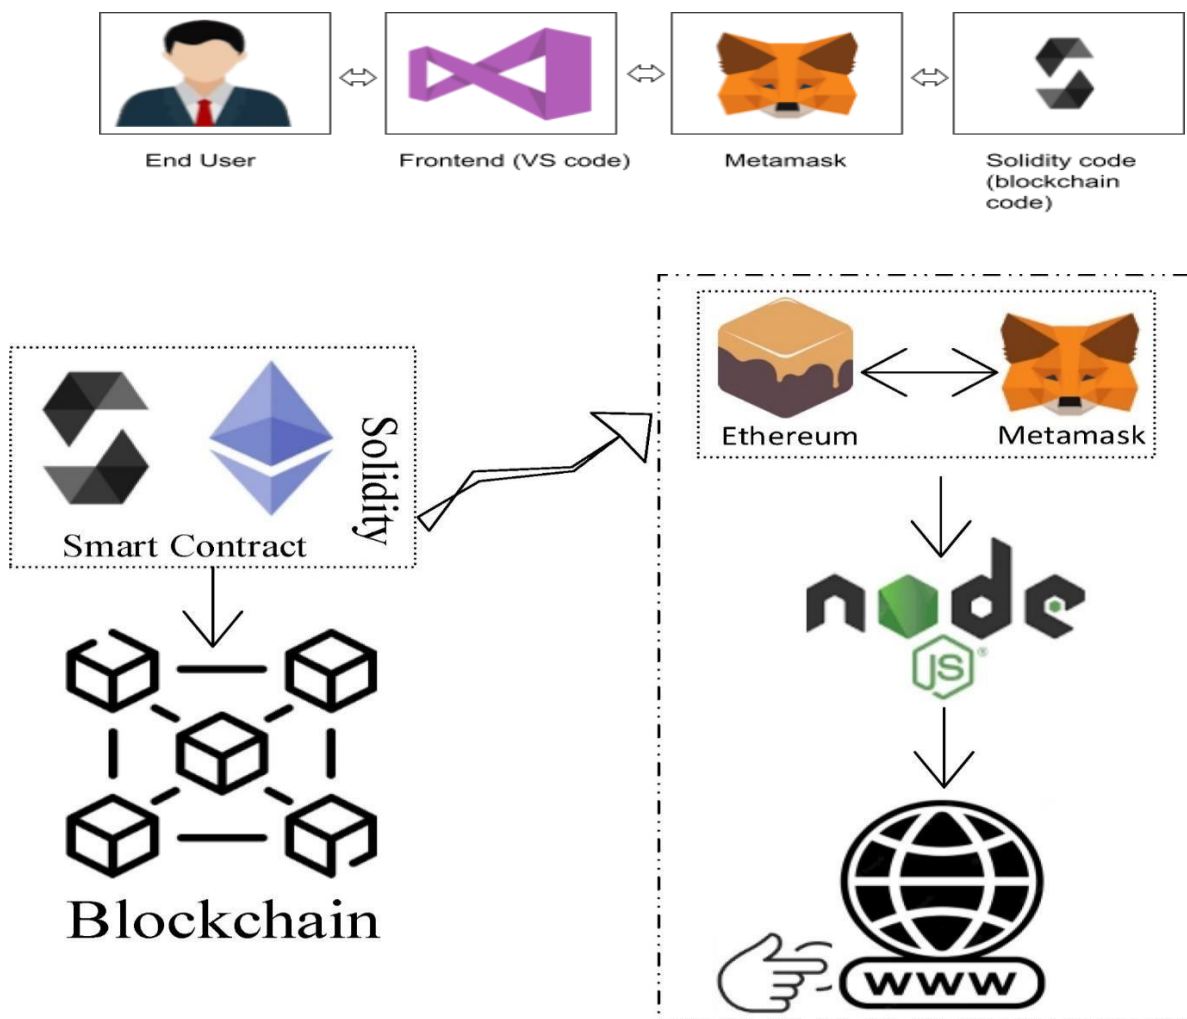 End User
Frontend (VS code)
Metamask
Solidity code
(blockchain
code)
Ethereum
Metamask
Solidity
Smart Contract
node
JS®
Blockchain
www